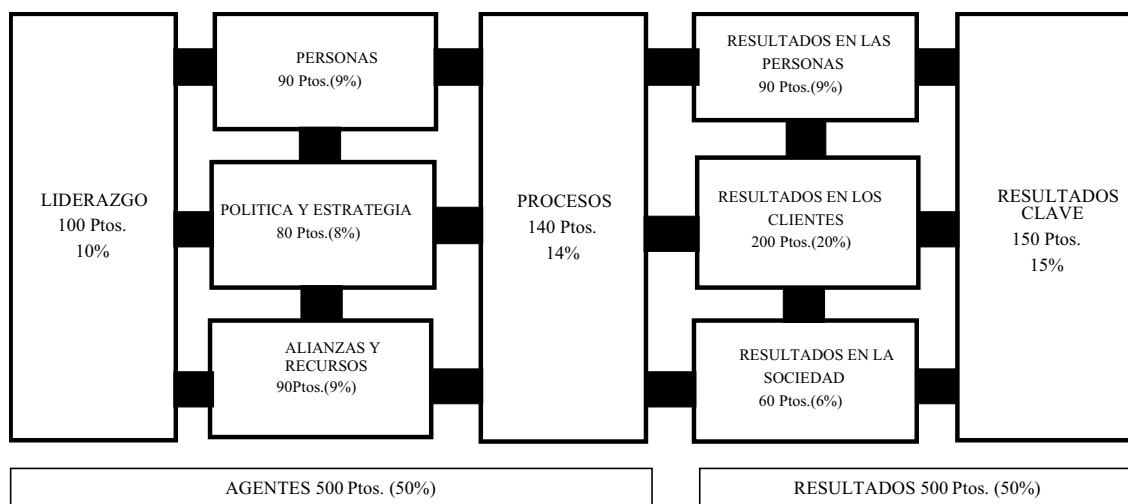 LIDERAZGO
100 Ptos.
10%
PERSONAS
90 Ptos.(9%)
POLITICA Y ESTRATEGIA
80 Ptos.(8%)
ALIANZAS Y
RECURSOS
90Ptos.(9%)
PROCESOS
140 Ptos.
14%
RESULTADOS EN LAS
PERSONAS
90 Ptos.(9%)
RESULTADOS EN LOS
CLIENTES
200 Ptos.(20%)
RESULTADOS EN LA
SOCIEDAD
60 Ptos.(6%)
RESULTADOS
CLAVE
150 Ptos.
15%
AGENTES 500 Ptos. (50%)
RESULTADOS 500 Ptos. (50%)